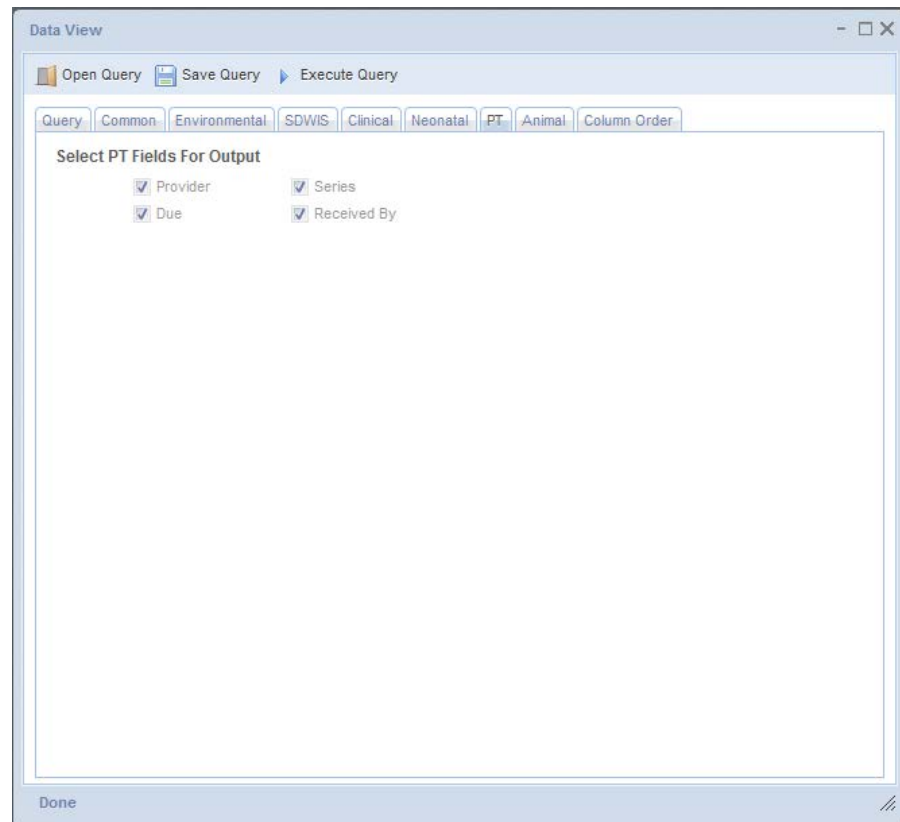 Data View
Open Query Save Query Execute Query
Query Common Environmental SDWIS Clinical Neonatal PT Animal Column Order
Select PT Fields For Output
Provider Series
Due Received By
Done